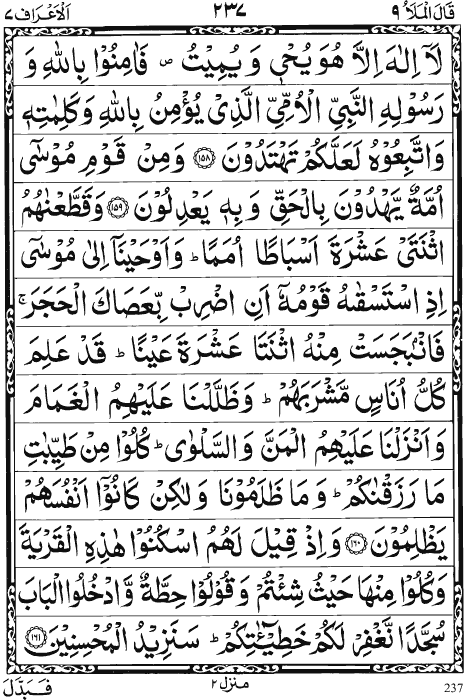 قَالَ الْمَلَاُ ٩ ٢٣٧ اَلْاَعْرَاف ٧
لَاۤ اِلٰهَ اِلَّا هُوَ يُحْيٖ وَ يُمِيْتُ ۪ فَاٰمِنُوْا بِاللّٰهِ وَ
رَسُوْلِهِ النَّبِيِّ الْاُمِّيِّ الَّذِيْ يُؤْمِنُ بِاللّٰهِ وَ كَلِمٰتِهٖ
وَاتَّبِعُوْهُ لَعَلَّكُمْ تَهْتَدُوْنَ ﴿١٥٨﴾ وَ مِنْ قَوْمِ مُوْسٰۤى
اُمَّةٌ يَّهْدُوْنَ بِالْحَقِّ وَ بِهٖ يَعْدِلُوْنَ ﴿١٥٩﴾ وَ قَطَّعْنٰهُمُ
اثْنَتَيْ عَشْرَةَ اَسْبَاطًا اُمَمًا ؕ وَ اَوْحَيْنَاۤ اِلٰى مُوْسٰۤى
اِذِ اسْتَسْقٰىهُ قَوْمُهٗۤ اَنِ اضْرِبْ بِّعَصَاكَ الْحَجَرَ ۚ
فَانْۢبَجَسَتْ مِنْهُ اثْنَتَا عَشْرَةَ عَيْنًا ؕ قَدْ عَلِمَ
كُلُّ اُنَاسٍ مَّشْرَبَهُمْ ؕ وَ ظَلَّلْنَا عَلَيْهِمُ الْغَمَامَ
وَ اَنْزَلْنَا عَلَيْهِمُ الْمَنَّ وَ السَّلْوٰى ؕ كُلُوْا مِنْ طَيِّبٰتِ
مَا رَزَقْنٰكُمْ ؕ وَ مَا ظَلَمُوْنَا وَ لٰكِنْ كَانُوْۤا اَنْفُسَهُمْ
يَظْلِمُوْنَ ﴿١٦٠﴾ وَ اِذْ قِيْلَ لَهُمُ اسْكُنُوْا هٰذِهِ الْقَرْيَةَ
وَ كُلُوْا مِنْهَا حَيْثُ شِئْتُمْ وَ قُوْلُوْا حِطَّةٌ وَّ ادْخُلُوا الْبَابَ
سُجَّدًا نَّغْفِرْ لَكُمْ خَطِيْٓـٰٔتِكُمْ ؕ سَنَزِيْدُ الْمُحْسِنِيْنَ ﴿١٦١﴾
فَبَدَّلَ منزل ٢ 237